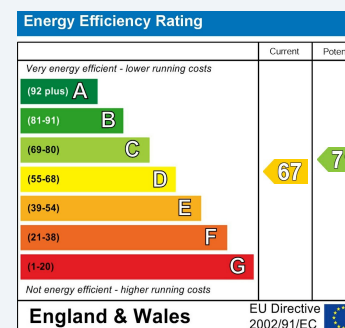 Energy Efficiency Rating
Current
Very energy efficient - lower running costs
(92 plus) A
(81-91) B
(69-80) C
(55-68) D
67
(39-54) E
(21-38) F
(1-20) G
Not energy efficient - higher running costs
England & Wales
EU Directive
2002/91/EC